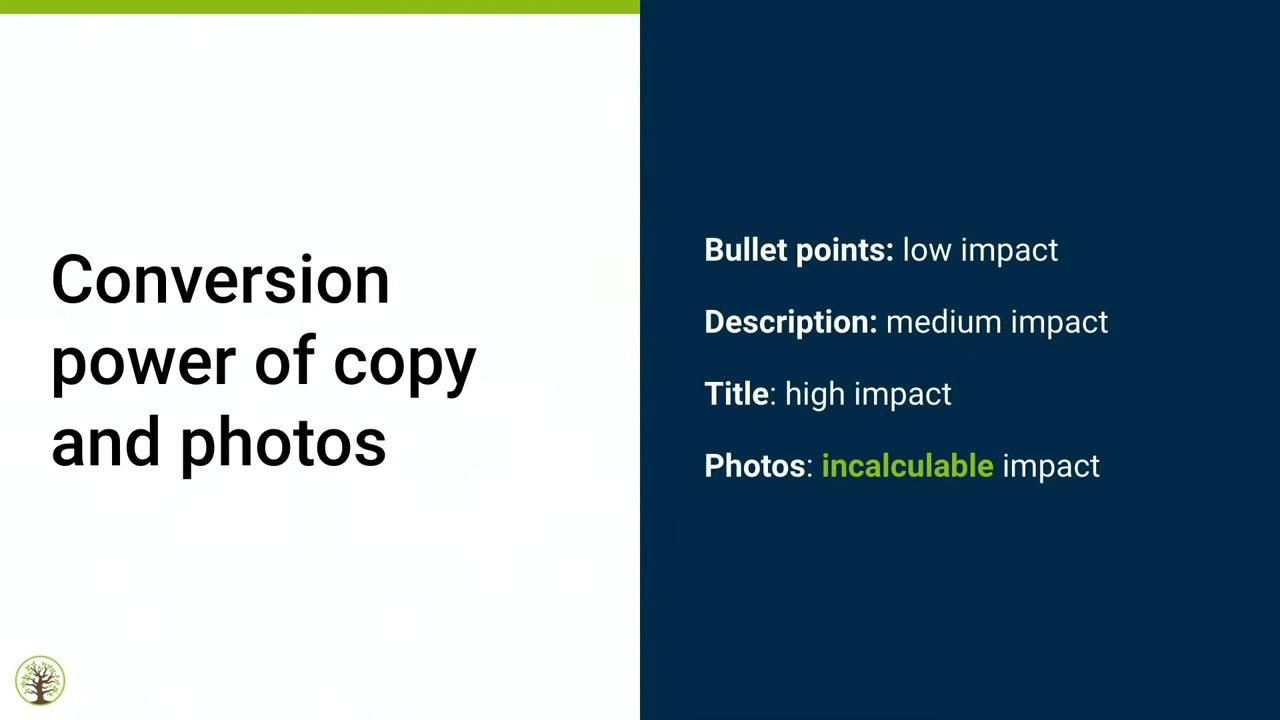 Conversion
power of copy
and photos
Bullet points: low impact
Description: medium impact
Title: high impact
Photos: incalculable impact